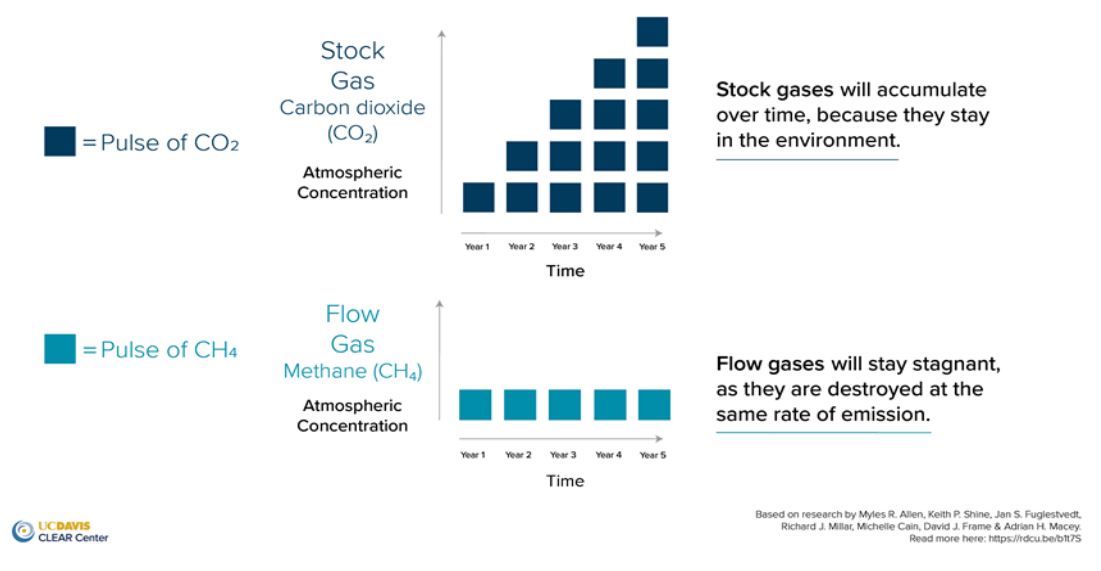 = Pulse of CO₂
Stock
Gas
Carbon dioxide
(CO₂)
Atmospheric
Concentration
Year 1 Year 2 Year 3 Year 4 Year 5
Time
Stock gases will accumulate
over time, because they stay
in the environment.
= Pulse of CH₄
Flow
Gas
Methane (CH₄)
Atmospheric
Concentration
Year 1 Year 2 Year 3 Year 4 Year 5
Time
Flow gases will stay stagnant,
as they are destroyed at the
same rate of emission.
UCDAVIS
CLEAR Center
Based on research by Myles R. Allen, Keith P. Shine, Jan S. Fuglestvedt,
Richard J. Millar, Michelle Cain, David J. Frame & Adrian H. Macey.
Read more here: https://rdcu.be/b1t7S